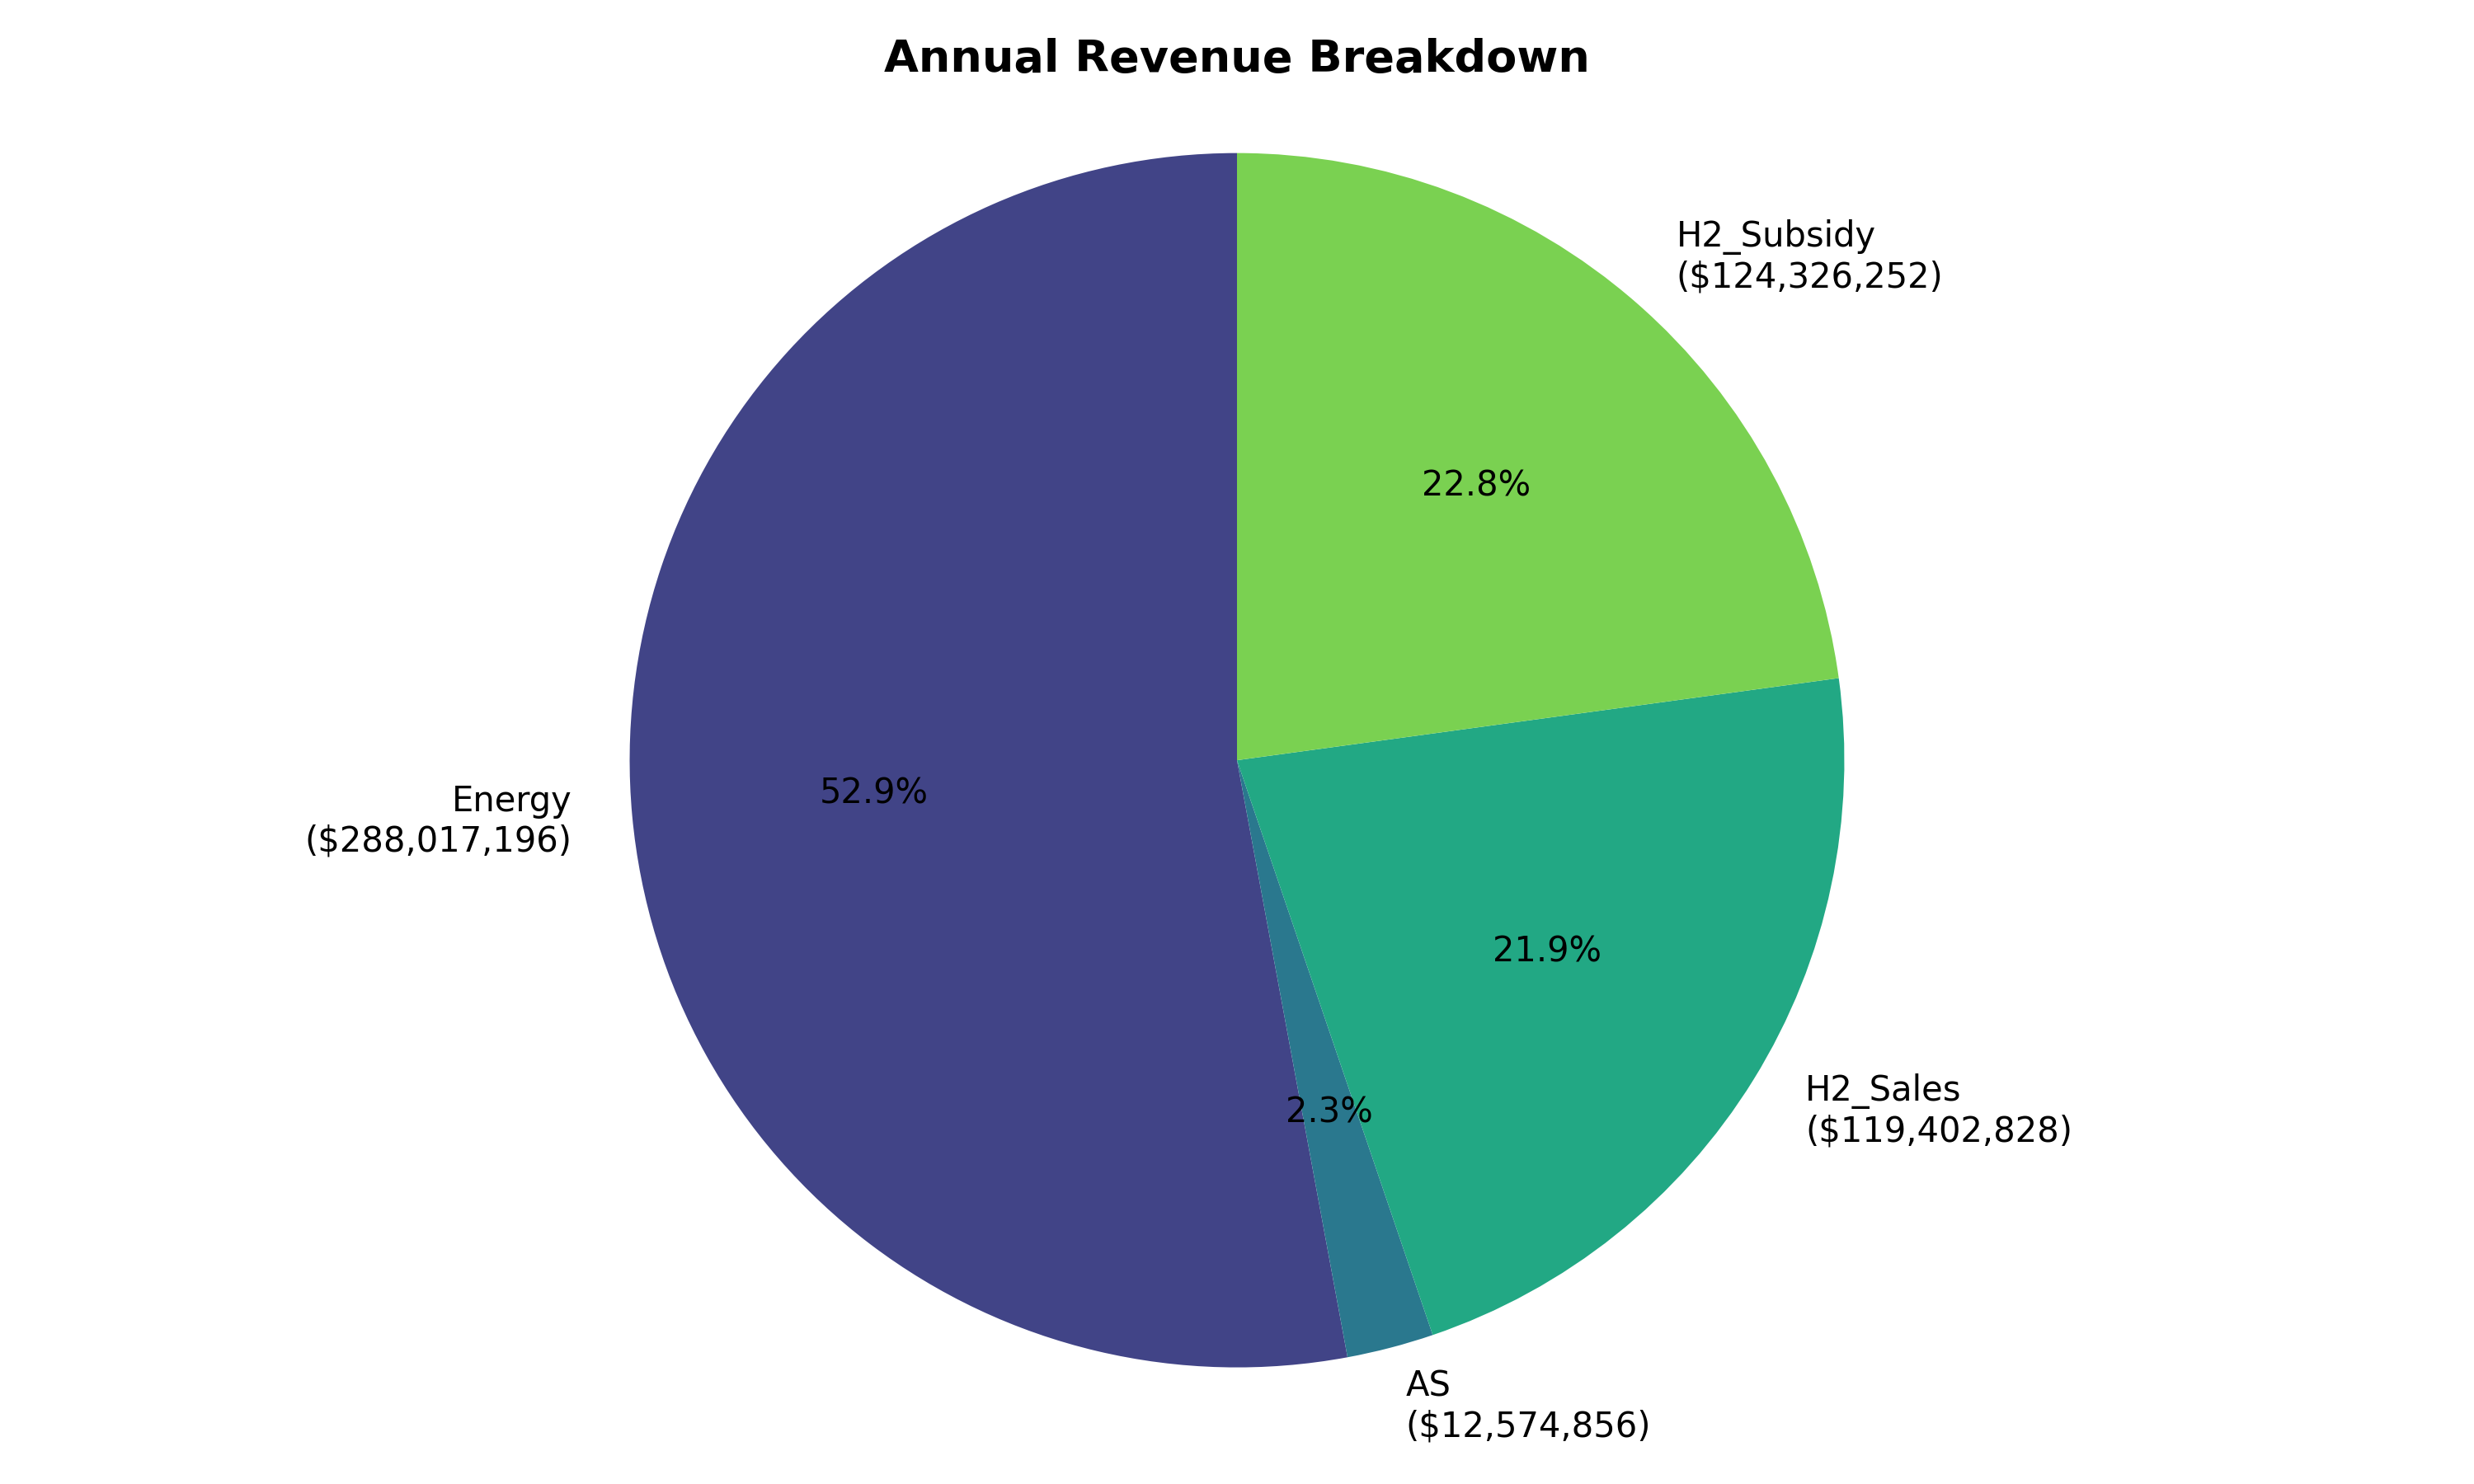 Annual Revenue Breakdown
H2_Subsidy
($124,326,252)
22.8%
52.9%
Energy
($288,017,196)
21.9%
H2_Sales
($119,402,828)
2.3%
AS
($12,574,856)